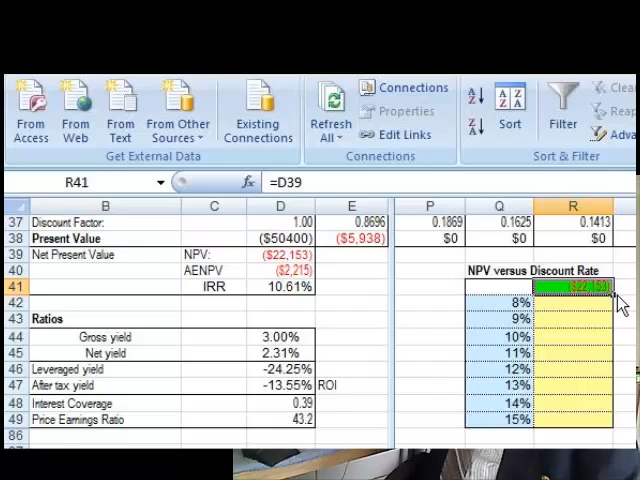 Connections
Clear
Properties
Reap
From Access
From Web
From Text
From Other Sources
Existing Connections
Refresh All
Edit Links
Sort
Filter
Adva
Get External Data
Connections
Sort & Filter
R41
=D39
B C D E P Q R
37 Discount Factor: 1.00 0.8696 0.1869 0.1625 0.1413
38 Present Value ($50400) ($5,938) $0 $0 $0
39 Net Present Value NPV: ($22,153)
40 AENPV ($2,215) NPV versus Discount Rate
41 IRR 10.61% ($22,153)
42 8%
43 Ratios 9%
44 Gross yield 3.00% 10%
45 Net yield 2.31% 11%
46 Leveraged yield -24.25% 12%
47 After tax yield -13.55% ROI 13%
48 Interest Coverage 0.39 14%
49 Price Earnings Ratio 43.2 15%
86